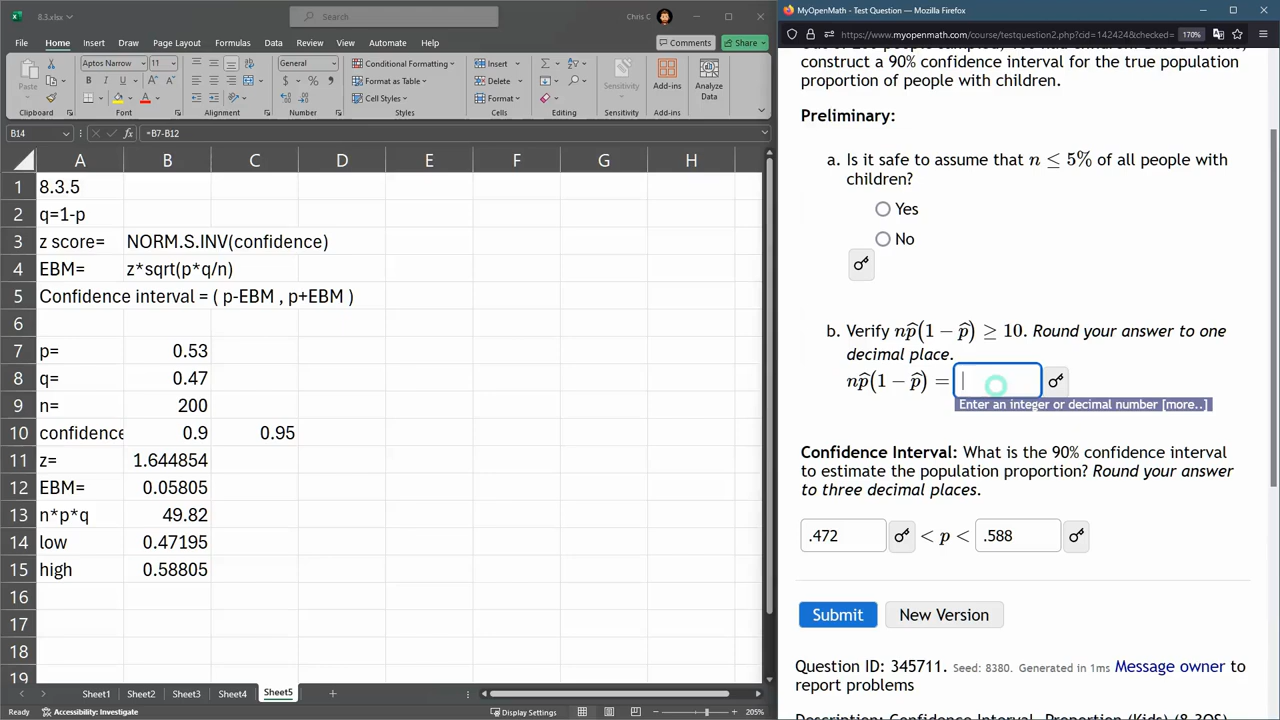 8.3.xlsx
Search
Chris C
File Home Insert Draw Page Layout Formulas Data Review View Automate Comments Share
Paste
Aptos Narrow 11
General
Conditional Formatting
Format as Table
Cell Styles
Insert
Delete
Format
Sensitivity
Add-ins
Analyze Data
Clipboard Font Alignment Number Styles Cells Editing Sensitivity Add-ins
B14 fx =B7-B12
A B C D E F G H
1 8.3.5
2 q=1-p
3 z score= NORM.S.INV(confidence)
4 EBM= z*sqrt(p*q/n)
5 Confidence interval = ( p-EBM , p+EBM )
6
7 p= 0.53
8 q= 0.47
9 n= 200
10 confidence 0.9 0.95
11 z= 1.644854
12 EBM= 0.05805
13 n*p*q 49.82
14 low 0.47195
15 high 0.58805
16
17
18
19
Sheet1 Sheet2 Sheet3 Sheet4 Sheet5
Ready Accessibility: Investigate Display Settings 205%
MyOpenMath - Test Question — Mozilla Firefox
https://www.myopenmath.com/course/testquestion2.php?cid=142424&checked= 170%
construct a 90% confidence interval for the true population
proportion of people with children.
Preliminary:
a. Is it safe to assume that n ≤ 5% of all people with
children?
Yes
No
b. Verify np̂(1 − p̂) ≥ 10. Round your answer to one
decimal place.
np̂(1 − p̂) =
Enter an integer or decimal number [more..]
Confidence Interval: What is the 90% confidence interval
to estimate the population proportion? Round your answer
to three decimal places.
.472 < p < .588
Submit New Version
Question ID: 345711. Seed: 8380. Generated in 1ms Message owner to
report problems